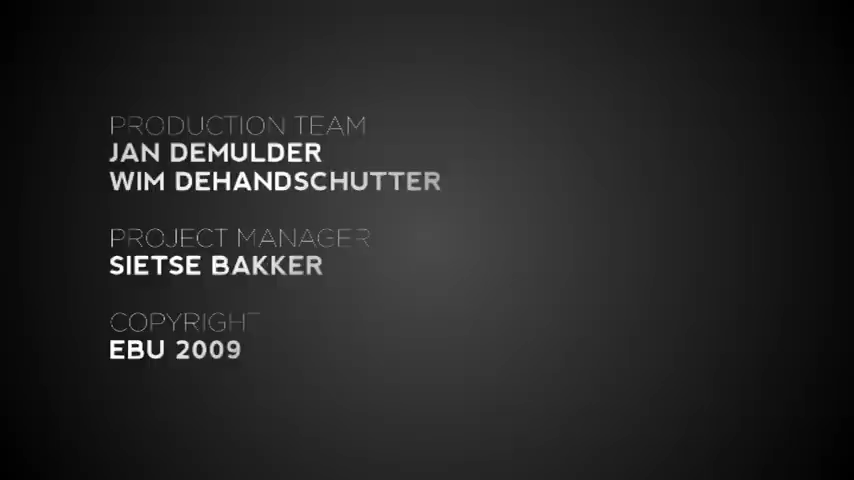 PRODUCTION TEAM
JAN DEMULDER
WIM DEHANDSCHUTTER
PROJECT MANAGER
SIETSE BAKKER
COPYRIGHT
EBU 2009